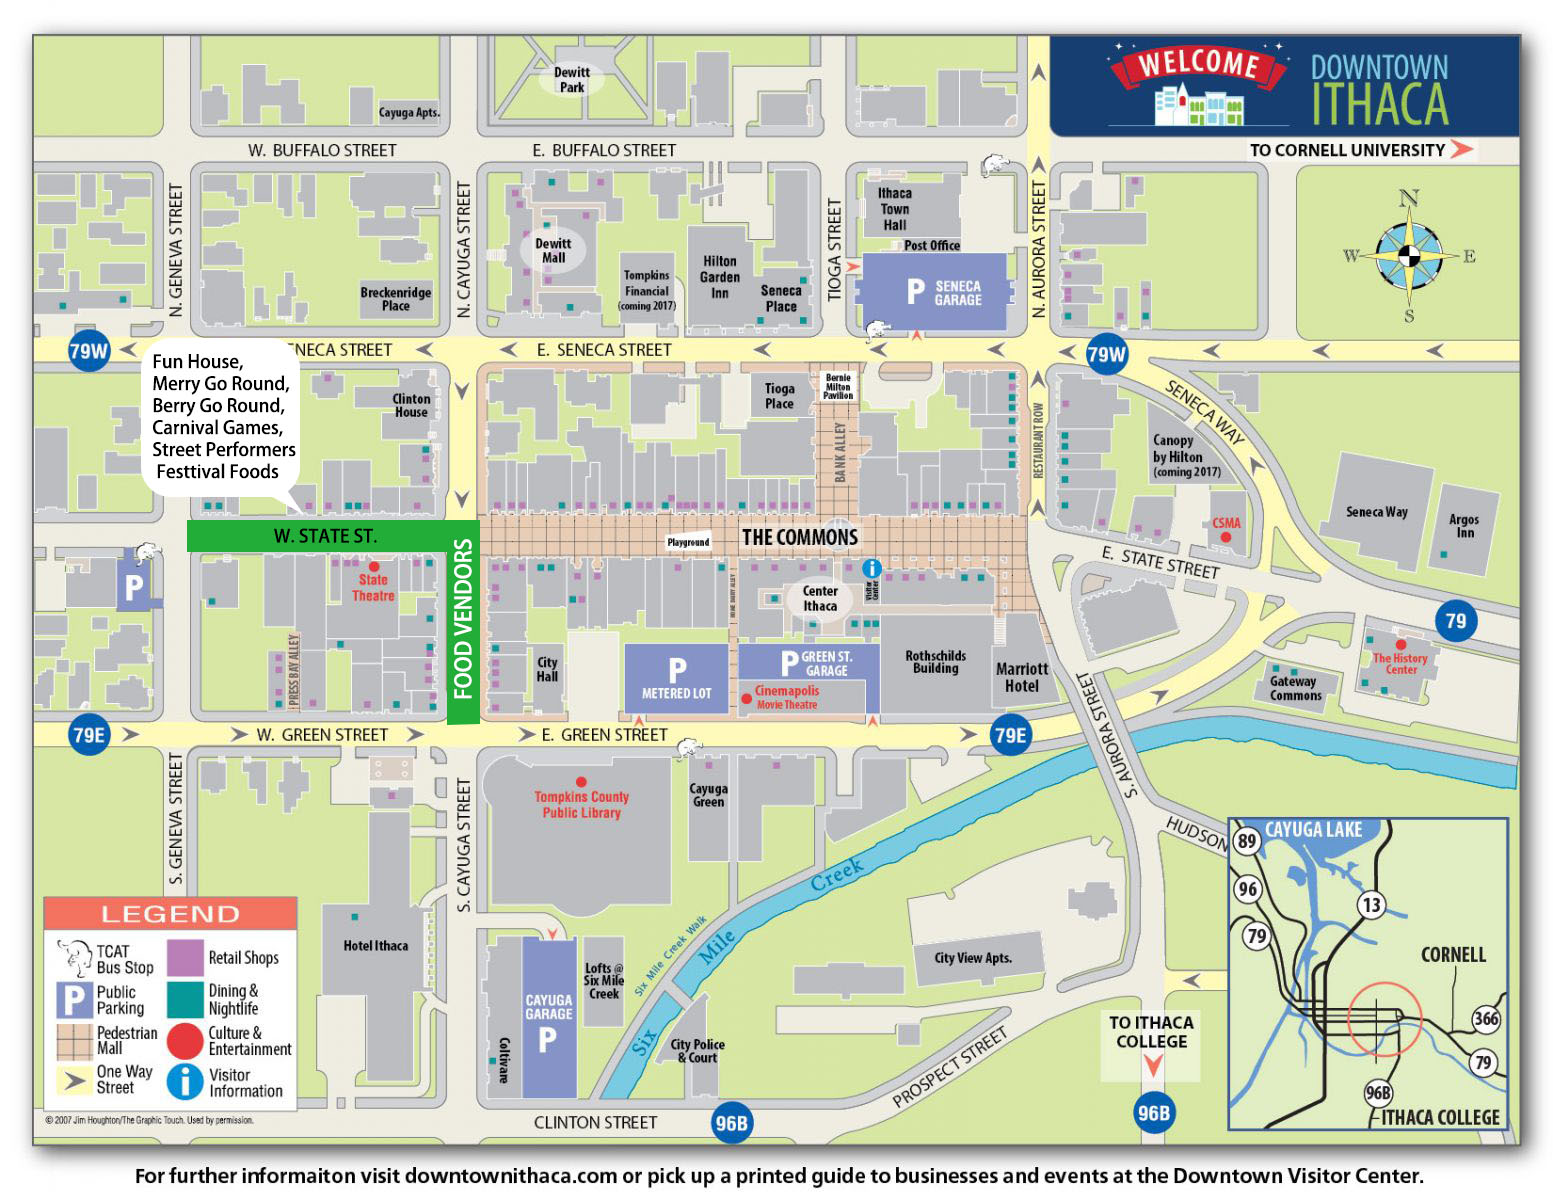 WELCOME
DOWNTOWN
ITHACA
Dewitt
Park
Cayuga Apts.
W. BUFFALO STREET
E. BUFFALO STREET
TO CORNELL UNIVERSITY
N. GENEVA STREET
N. CAYUGA STREET
TIOGA STREET
N. AURORA STREET
Ithaca
Town
Hall
Post Office
P
SENECA
GARAGE
Dewitt
Mall
Tompkins
Financial
(coming 2017)
Hilton
Garden
Inn
Seneca
Place
Breckenridge
Place
N
W
E
S
79W
ENECA STREET
E. SENECA STREET
79W
SENECA WAY
Fun House,
Merry Go Round,
Berry Go Round,
Carnival Games,
Street Performers
Festtival Foods
Clinton
House
Tioga
Place
Bernie
Milton
Pavilion
BANK ALLEY
RESTAURANT ROW
Canopy
by Hilton
(coming 2017)
CSMA
Seneca Way
Argos
Inn
W. STATE ST.
Playground
THE COMMONS
E. STATE STREET
P
State
Theatre
FOOD VENDORS
PRESS BAY ALLEY
HOME DAIRY ALLEY
i
Visitor
Center
Center
Ithaca
City
Hall
P
METERED LOT
P
GREEN ST.
GARAGE
Cinemapolis
Movie Theatre
Rothschilds
Building
Marriott
Hotel
79
The History
Center
Gateway
Commons
79E
W. GREEN STREET
E. GREEN STREET
79E
S. AURORA STREET
S. GENEVA STREET
S. CAYUGA STREET
Tompkins County
Public Library
Cayuga
Green
HUDSON
Six Mile Creek
Six Mile Creek Walk
Hotel Ithaca
CAYUGA
GARAGE
P
Coltivare
Lofts @
Six Mile
Creek
City Police
& Court
City View Apts.
PROSPECT STREET
CLINTON STREET
96B
TO ITHACA
COLLEGE
96B
LEGEND
TCAT
Bus Stop
Retail Shops
P
Public
Parking
Dining &
Nightlife
Pedestrian
Mall
Culture &
Entertainment
One Way
Street
i
Visitor
Information
© 2007 Jim Houghton/The Graphic Touch. Used by permission.
CAYUGA LAKE
89
96
79
13
CORNELL
366
79
96B
ITHACA COLLEGE
For further informaiton visit downtownithaca.com or pick up a printed guide to businesses and events at the Downtown Visitor Center.